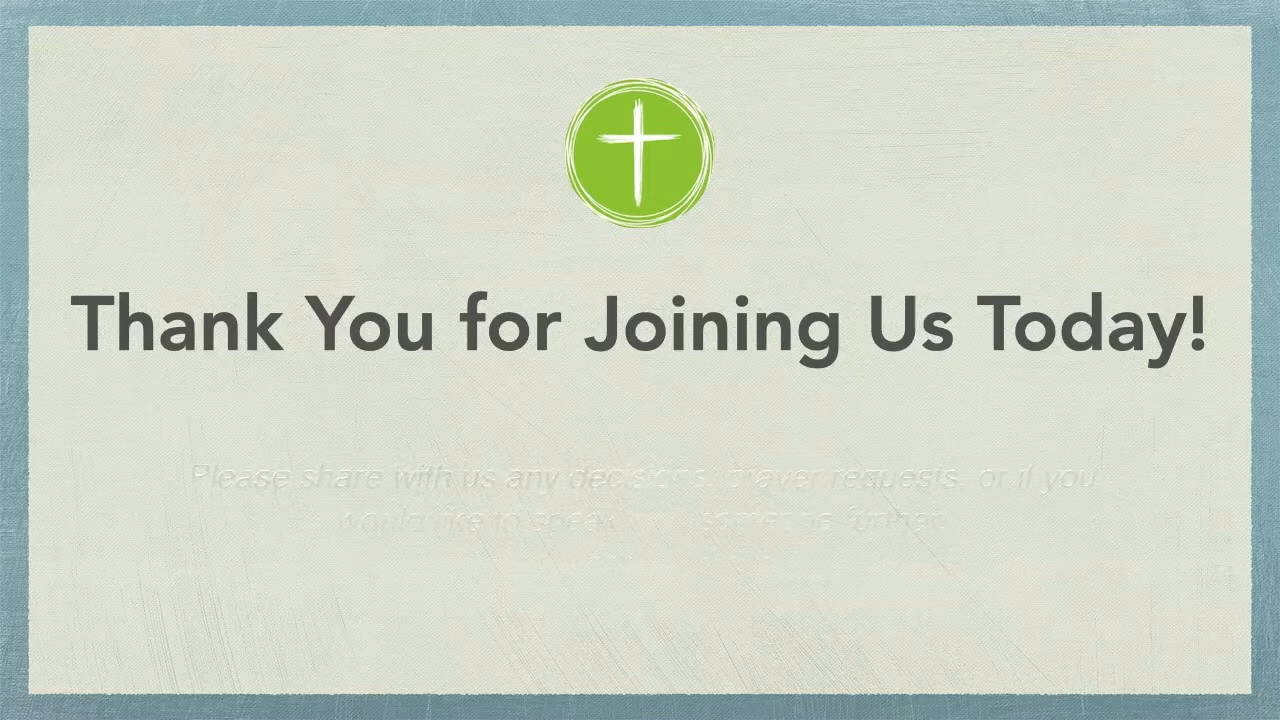 Thank You for Joining Us Today!
Please share with us any decisions, prayer requests, or if you
would like to speak someone further.